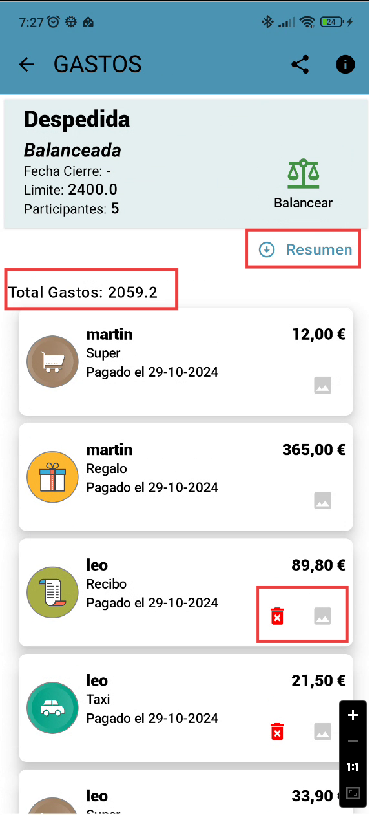 7:27
24
GASTOS
Despedida
Balanceada
Fecha Cierre: -
Limite: 2400.0
Participantes: 5
Balancear
Resumen
Total Gastos: 2059.2
martin 12,00 €
Super
Pagado el 29-10-2024
martin 365,00 €
Regalo
Pagado el 29-10-2024
leo 89,80 €
Recibo
Pagado el 29-10-2024
leo 21,50 €
Taxi
Pagado el 29-10-2024
1:1
leo 33,90
Super